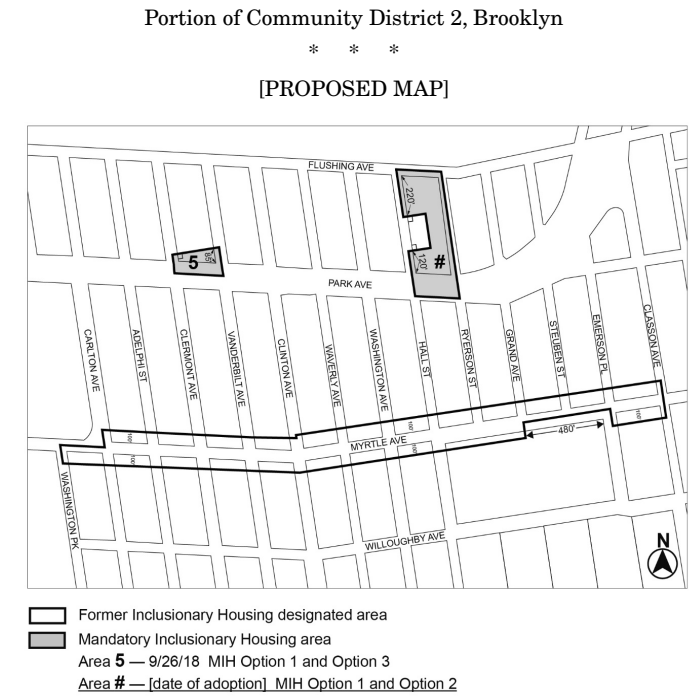 Portion of Community District 2, Brooklyn
* * *
[PROPOSED MAP]
FLUSHING AVE
220'
5
85'
120'
#
PARK AVE
CARLTON AVE
ADELPHI ST
CLERMONT AVE
VANDERBILT AVE
CLINTON AVE
WAVERLY AVE
WASHINGTON AVE
HALL ST
RYERSON ST
GRAND AVE
STEUBEN ST
EMERSON PL
CLASSON AVE
100'
100'
100'
100'
100'
MYRTLE AVE
480'
WASHINGTON PK
WILLOUGHBY AVE
N
Former Inclusionary Housing designated area
Mandatory Inclusionary Housing area
Area 5 — 9/26/18 MIH Option 1 and Option 3
Area # — [date of adoption] MIH Option 1 and Option 2